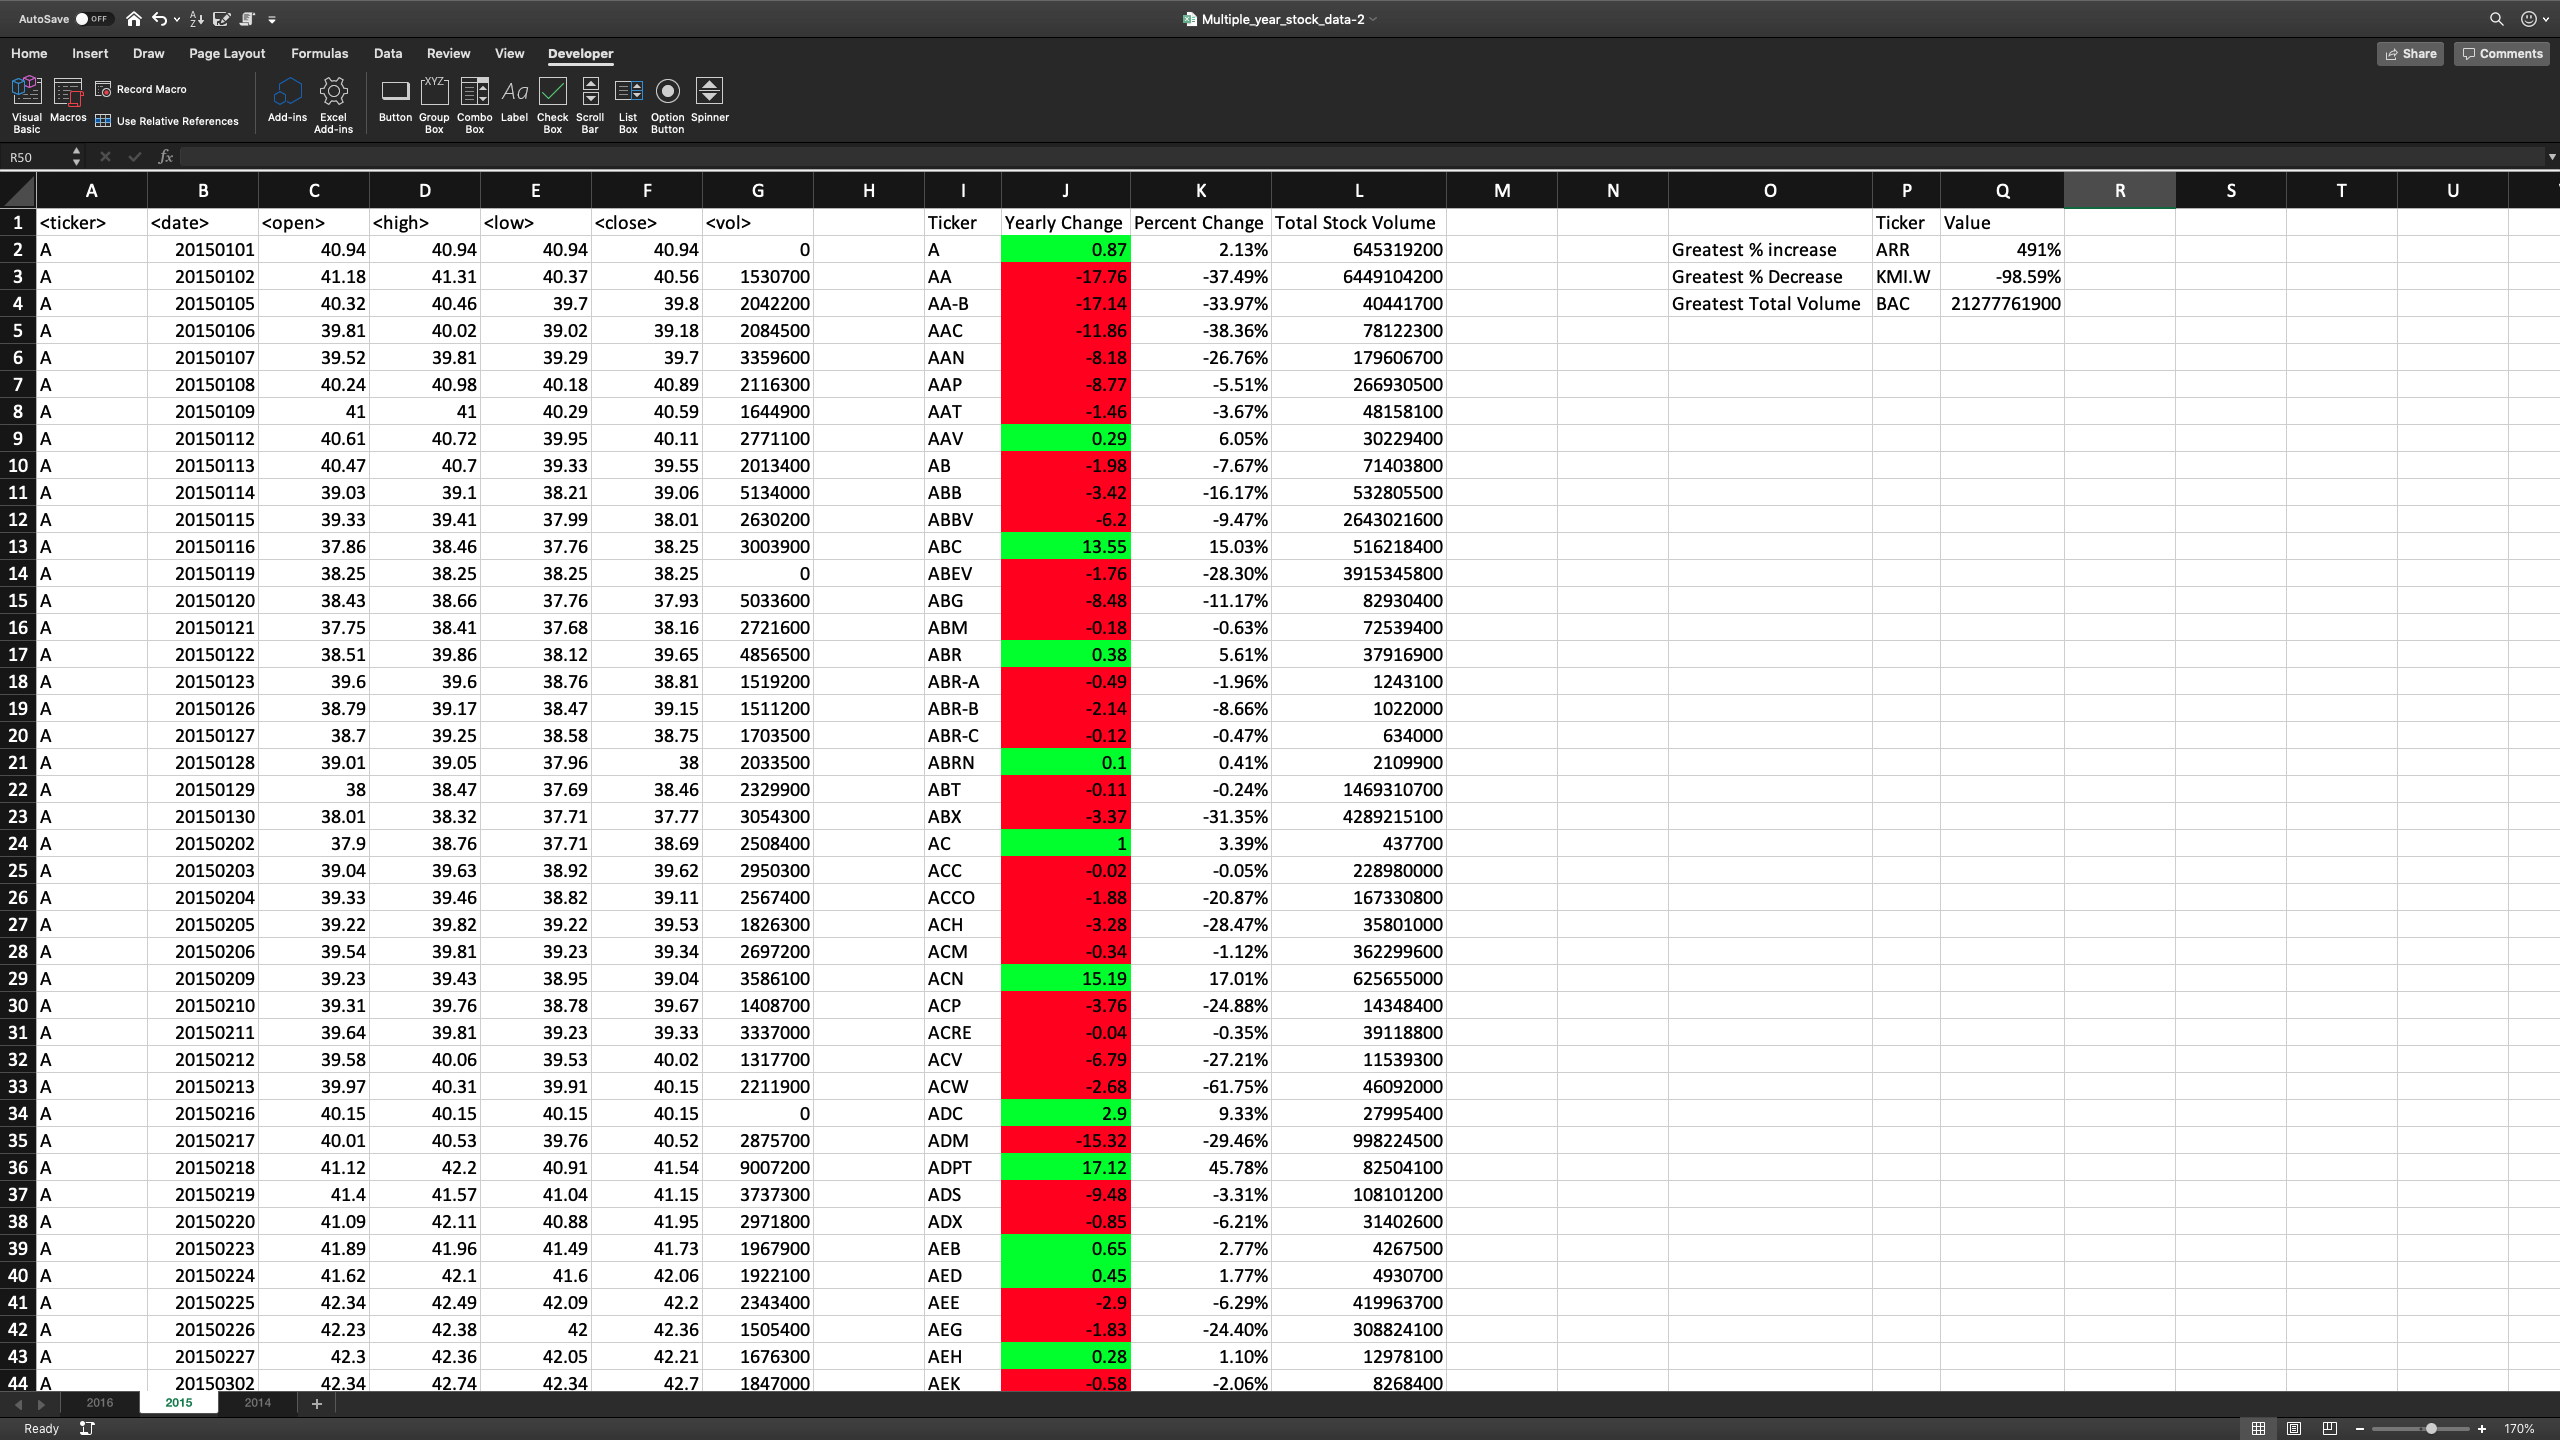 AutoSave OFF Multiple_year_stock_data-2
Home Insert Draw Page Layout Formulas Data Review View Developer Share Comments
Visual Basic Macros Record Macro Use Relative References Add-ins Excel Add-ins Button Group Box Combo Box Label Check Box Scroll Bar List Box Option Button Spinner
R50 fx
A B C D E F G H I J K L M N O P Q R S T U
1 <ticker> <date> <open> <high> <low> <close> <vol> Ticker Yearly Change Percent Change Total Stock Volume Ticker Value
2 A 20150101 40.94 40.94 40.94 40.94 0 A 0.87 2.13% 645319200 Greatest % increase ARR 491%
3 A 20150102 41.18 41.31 40.37 40.56 1530700 AA -17.76 -37.49% 6449104200 Greatest % Decrease KMI.W -98.59%
4 A 20150105 40.32 40.46 39.7 39.8 2042200 AA-B -17.14 -33.97% 40441700 Greatest Total Volume BAC 21277761900
5 A 20150106 39.81 40.02 39.02 39.18 2084500 AAC -11.86 -38.36% 78122300
6 A 20150107 39.52 39.81 39.29 39.7 3359600 AAN -8.18 -26.76% 179606700
7 A 20150108 40.24 40.98 40.18 40.89 2116300 AAP -8.77 -5.51% 266930500
8 A 20150109 41 41 40.29 40.59 1644900 AAT -1.46 -3.67% 48158100
9 A 20150112 40.61 40.72 39.95 40.11 2771100 AAV 0.29 6.05% 30229400
10 A 20150113 40.47 40.7 39.33 39.55 2013400 AB -1.98 -7.67% 71403800
11 A 20150114 39.03 39.1 38.21 39.06 5134000 ABB -3.42 -16.17% 532805500
12 A 20150115 39.33 39.41 37.99 38.01 2630200 ABBV -6.2 -9.47% 2643021600
13 A 20150116 37.86 38.46 37.76 38.25 3003900 ABC 13.55 15.03% 516218400
14 A 20150119 38.25 38.25 38.25 38.25 0 ABEV -1.76 -28.30% 3915345800
15 A 20150120 38.43 38.66 37.76 37.93 5033600 ABG -8.48 -11.17% 82930400
16 A 20150121 37.75 38.41 37.68 38.16 2721600 ABM -0.18 -0.63% 72539400
17 A 20150122 38.51 39.86 38.12 39.65 4856500 ABR 0.38 5.61% 37916900
18 A 20150123 39.6 39.6 38.76 38.81 1519200 ABR-A -0.49 -1.96% 1243100
19 A 20150126 38.79 39.17 38.47 39.15 1511200 ABR-B -2.14 -8.66% 1022000
20 A 20150127 38.7 39.25 38.58 38.75 1703500 ABR-C -0.12 -0.47% 634000
21 A 20150128 39.01 39.05 37.96 38 2033500 ABRN 0.1 0.41% 2109900
22 A 20150129 38 38.47 37.69 38.46 2329900 ABT -0.11 -0.24% 1469310700
23 A 20150130 38.01 38.32 37.71 37.77 3054300 ABX -3.37 -31.35% 4289215100
24 A 20150202 37.9 38.76 37.71 38.69 2508400 AC 1 3.39% 437700
25 A 20150203 39.04 39.63 38.92 39.62 2950300 ACC -0.02 -0.05% 228980000
26 A 20150204 39.33 39.46 38.82 39.11 2567400 ACCO -1.88 -20.87% 167330800
27 A 20150205 39.22 39.82 39.22 39.53 1826300 ACH -3.28 -28.47% 35801000
28 A 20150206 39.54 39.81 39.23 39.34 2697200 ACM -0.34 -1.12% 362299600
29 A 20150209 39.23 39.43 38.95 39.04 3586100 ACN 15.19 17.01% 625655000
30 A 20150210 39.31 39.76 38.78 39.67 1408700 ACP -3.76 -24.88% 14348400
31 A 20150211 39.64 39.81 39.23 39.33 3337000 ACRE -0.04 -0.35% 39118800
32 A 20150212 39.58 40.06 39.53 40.02 1317700 ACV -6.79 -27.21% 11539300
33 A 20150213 39.97 40.31 39.91 40.15 2211900 ACW -2.68 -61.75% 46092000
34 A 20150216 40.15 40.15 40.15 40.15 0 ADC 2.9 9.33% 27995400
35 A 20150217 40.01 40.53 39.76 40.52 2875700 ADM -15.32 -29.46% 998224500
36 A 20150218 41.12 42.2 40.91 41.54 9007200 ADPT 17.12 45.78% 82504100
37 A 20150219 41.4 41.57 41.04 41.15 3737300 ADS -9.48 -3.31% 108101200
38 A 20150220 41.09 42.11 40.88 41.95 2971800 ADX -0.85 -6.21% 31402600
39 A 20150223 41.89 41.96 41.49 41.73 1967900 AEB 0.65 2.77% 4267500
40 A 20150224 41.62 42.1 41.6 42.06 1922100 AED 0.45 1.77% 4930700
41 A 20150225 42.34 42.49 42.09 42.2 2343400 AEE -2.9 -6.29% 419963700
42 A 20150226 42.23 42.38 42 42.36 1505400 AEG -1.83 -24.40% 308824100
43 A 20150227 42.3 42.36 42.05 42.21 1676300 AEH 0.28 1.10% 12978100
44 A 20150302 42.34 42.74 42.34 42.7 1847000 AEK -0.58 -2.06% 8268400
2016 2015 2014 +
Ready 170%